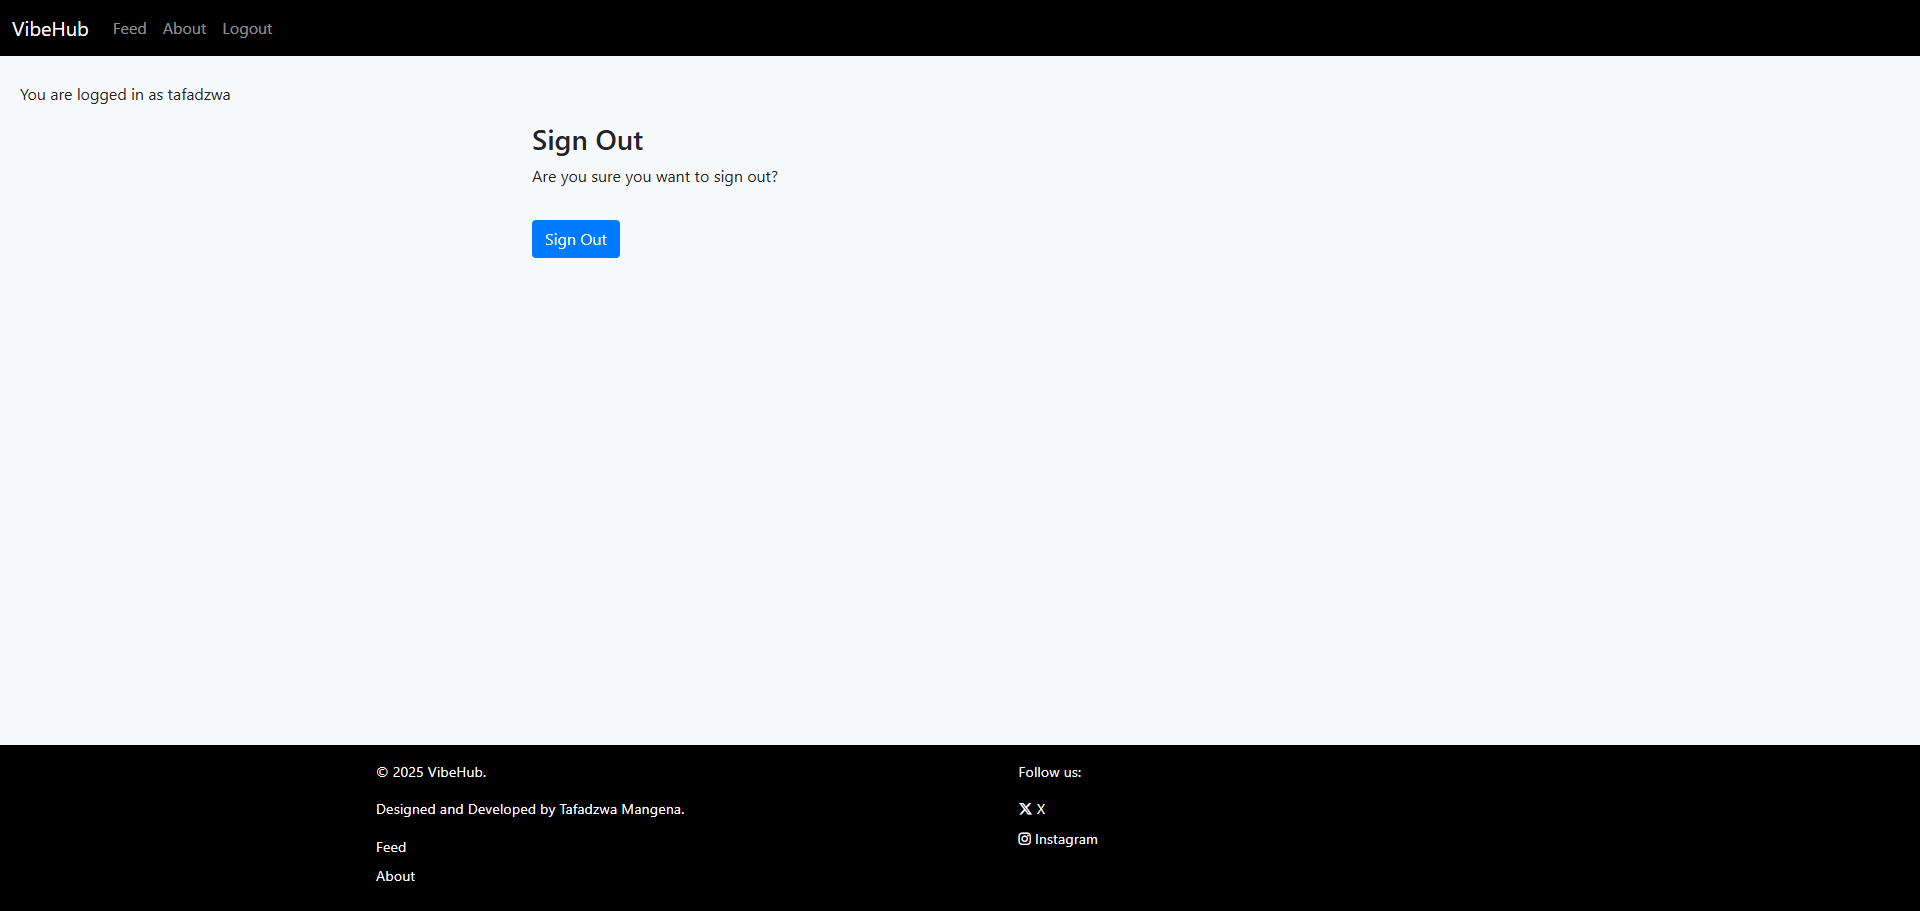 VibeHub Feed About Logout
You are logged in as tafadzwa
Sign Out
Are you sure you want to sign out?
Sign Out
© 2025 VibeHub.
Designed and Developed by Tafadzwa Mangena.
Feed
About
Follow us:
X
Instagram